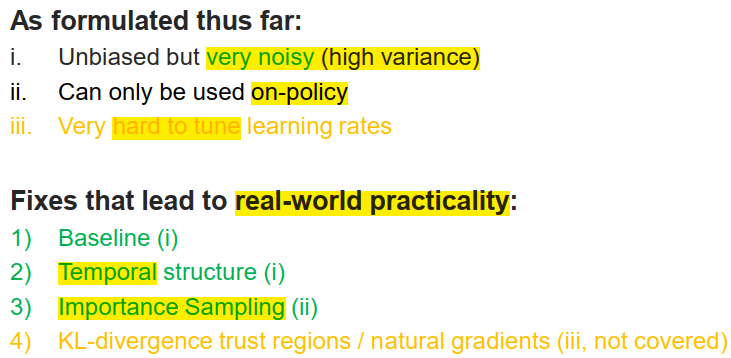 As formulated thus far:
i. Unbiased but very noisy (high variance)
ii. Can only be used on-policy
iii. Very hard to tune learning rates
Fixes that lead to real-world practicality:
1) Baseline (i)
2) Temporal structure (i)
3) Importance Sampling (ii)
4) KL-divergence trust regions / natural gradients (iii, not covered)